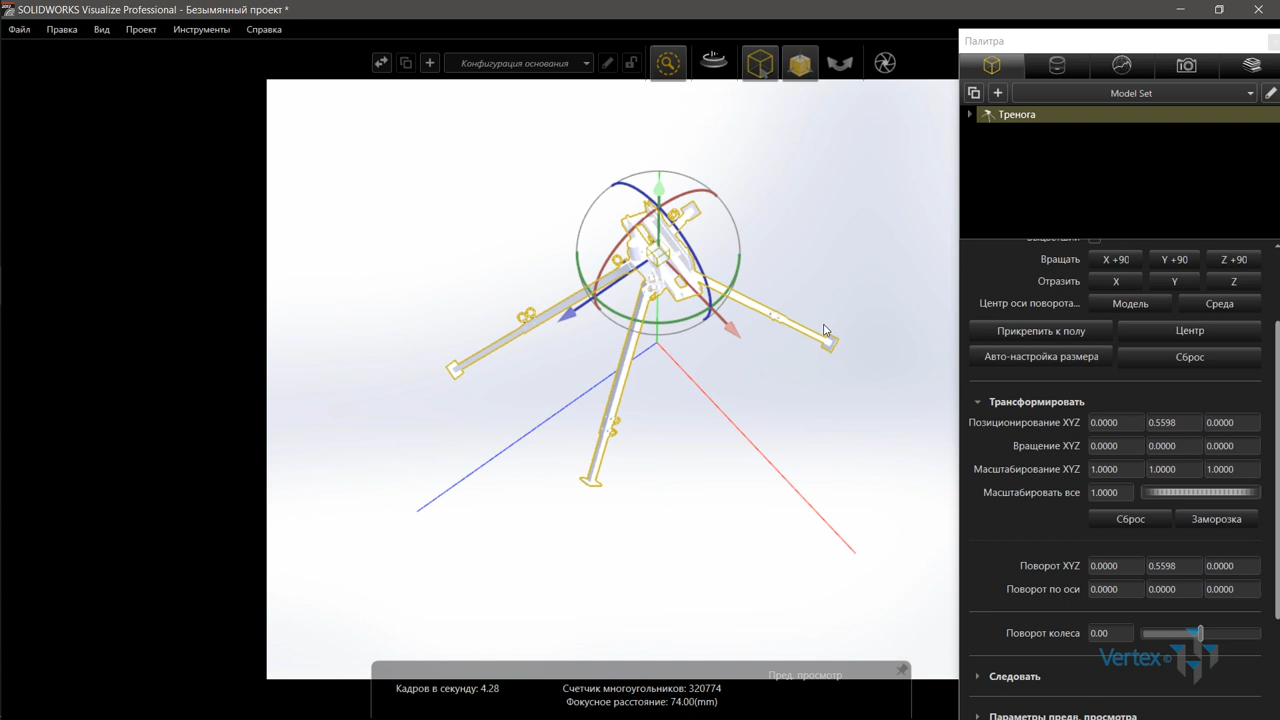 SOLIDWORKS Visualize Professional - Безымянный проект *
Файл Правка Вид Проект Инструменты Справка
Палитра
Конфигурация основания
Model Set
Тренога
Вращать X +90 Y +90 Z +90
Отразить X Y Z
Центр оси поворота... Модель Среда
Прикрепить к полу Центр
Авто-настройка размера Сброс
Трансформировать
Позиционирование XYZ 0.0000 0.5598 0.0000
Вращение XYZ 0.0000 0.0000 0.0000
Масштабирование XYZ 1.0000 1.0000 1.0000
Масштабировать все 1.0000
Сброс Заморозка
Поворот XYZ 0.0000 0.5598 0.0000
Поворот по оси 0.0000 0.0000 0.0000
Поворот колеса 0.00
Vertex
Следовать
Параметры предв. просмотра
Пред. просмотр
Кадров в секунду: 4.28 Счетчик многоугольников: 320774
Фокусное расстояние: 74.00(mm)